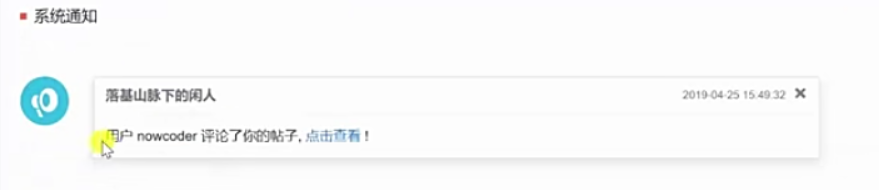 系统通知
落基山脉下的闲人 2019-04-25 15:49:32 ×
用户 nowcoder 评论了你的帖子, 点击查看 !